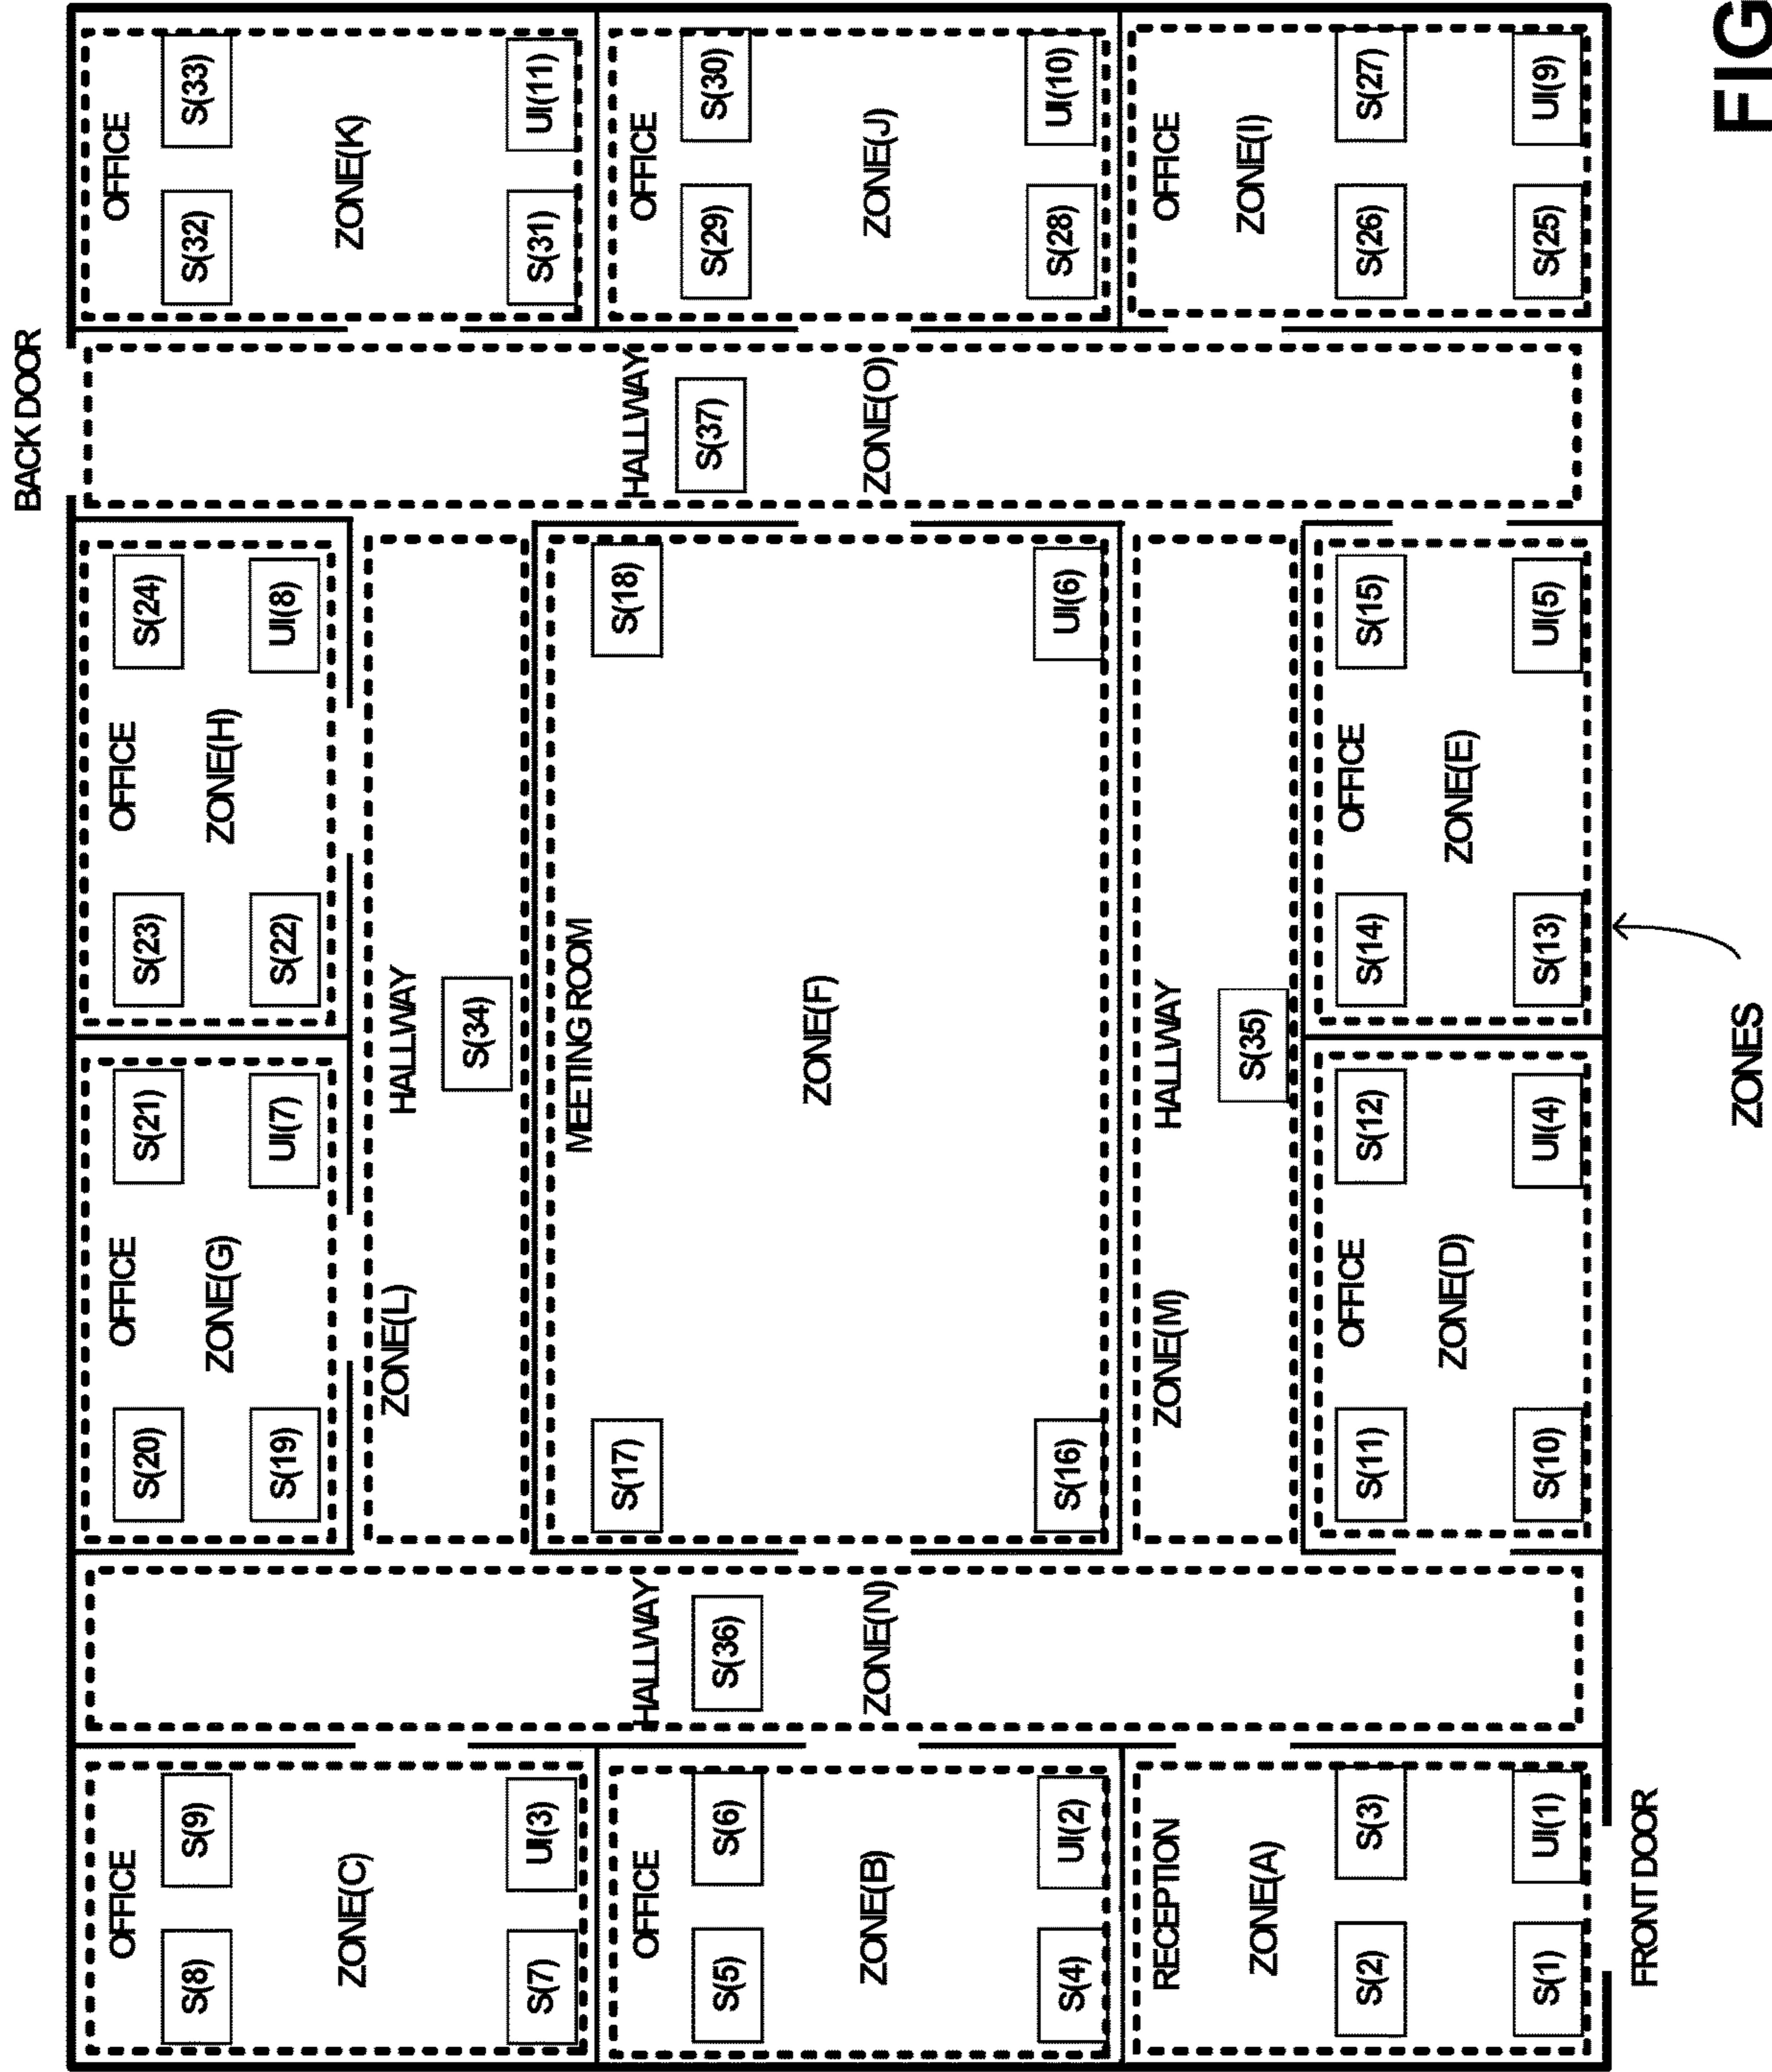 BACK DOOR
OFFICE OFFICE OFFICE OFFICE
S(20) S(21) S(23) S(24)
S(8) S(9) S(32) S(33)
ZONE(G) ZONE(H)
S(19) UI(7) S(22) UI(8)
ZONE(C) ZONE(K)
ZONE(L) HALLWAY
S(34)
S(7) UI(3) S(31) UI(11)
MEETING ROOM
OFFICE HALLWAY S(17) S(18) HALLWAY OFFICE
S(5) S(6) S(36) S(37) S(29) S(30)
ZONE(F)
ZONE(B) ZONE(N) ZONE(O) ZONE(J)
S(4) UI(2) S(16) UI(6) S(28) UI(10)
RECEPTION ZONE(M) HALLWAY OFFICE
S(35)
ZONE(A) ZONE(I)
OFFICE OFFICE
S(2) S(3) S(11) S(12) S(14) S(15) S(26) S(27)
ZONE(D) ZONE(E)
S(1) UI(1) S(10) UI(4) S(13) UI(5) S(25) UI(9)
FRONT DOOR
ZONES
FIG